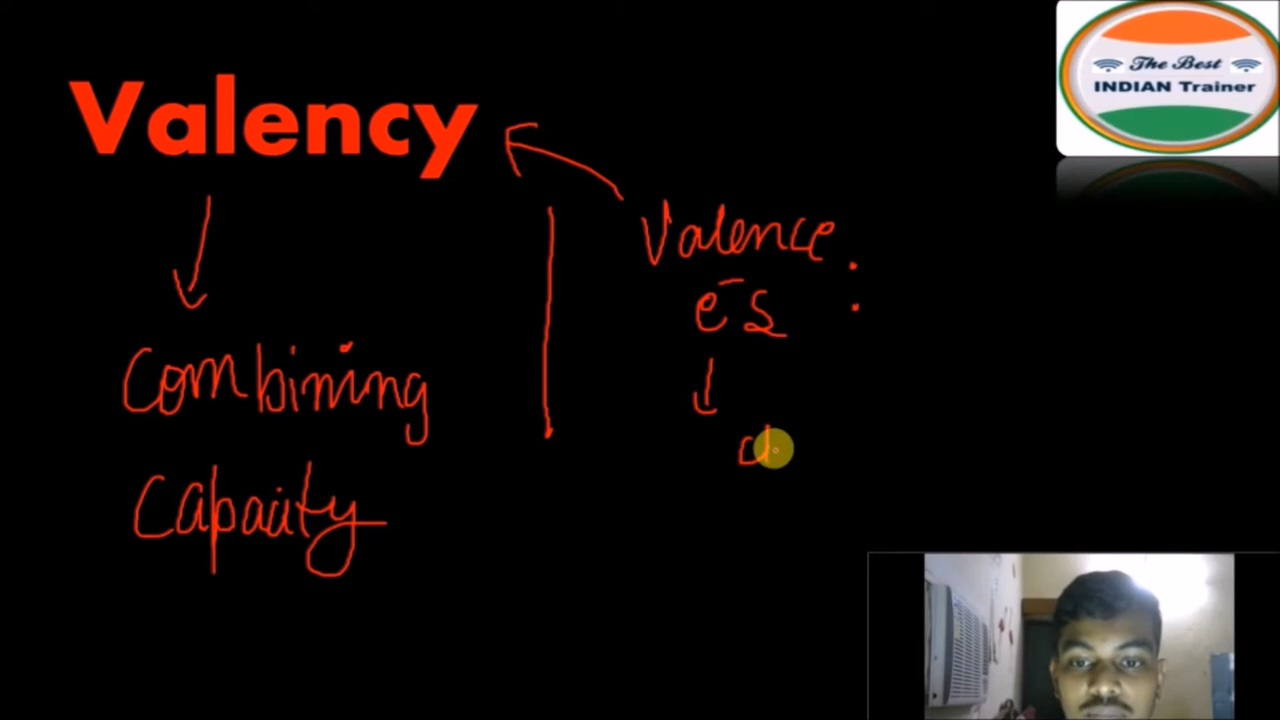 Valency
The Best
INDIAN Trainer
Valence :
e⁻s
d
Combining
Capacity